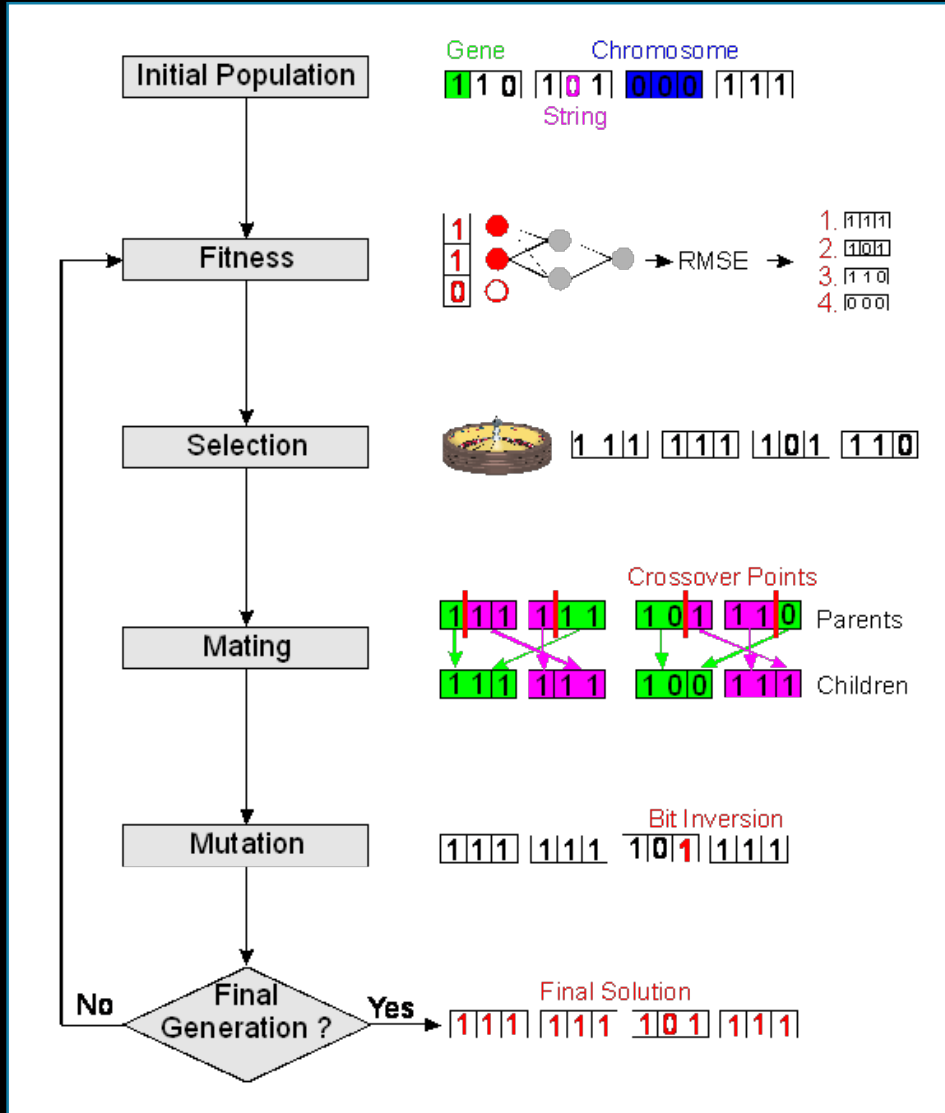 Gene Chromosome
Initial Population
1 1 0 1 0 1 0 0 0 1 1 1
String
1
1
0
Fitness
RMSE
1. 1 1 1
2. 1 0 1
3. 1 1 0
4. 0 0 0
Selection
1 1 1 1 1 1 1 0 1 1 1 0
Crossover Points
1 1 1 1 1 1 1 0 1 1 1 0 Parents
Mating
1 1 1 1 1 1 1 0 0 1 1 1 Children
Bit Inversion
Mutation
1 1 1 1 1 1 1 0 1 1 1 1
No
Final
Generation ?
Yes
Final Solution
1 1 1 1 1 1 1 0 1 1 1 1